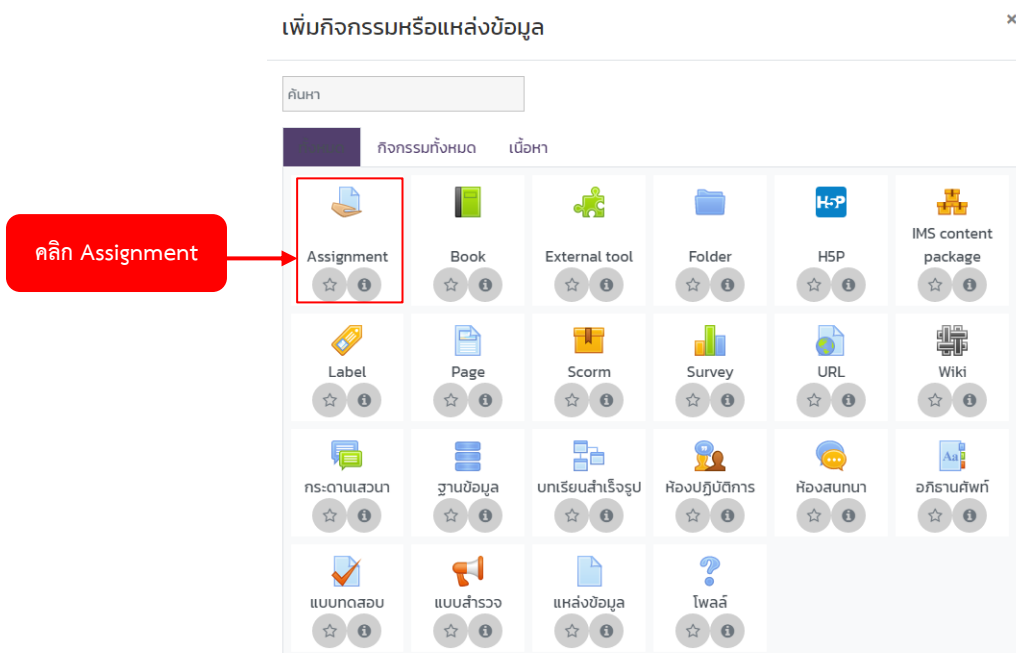 เพิ่มกิจกรรมหรือแหล่งข้อมูล
×
ค้นหา
กิจกรรมทั้งหมด เนื้อหา
คลิก Assignment
Assignment Book External tool Folder H5P IMS content package
Label Page Scorm Survey URL Wiki
กระดานเสวนา ฐานข้อมูล บทเรียนสำเร็จรูป ห้องปฏิบัติการ ห้องสนทนา อภิธานศัพท์
แบบทดสอบ แบบสำรวจ แหล่งข้อมูล โพลล์